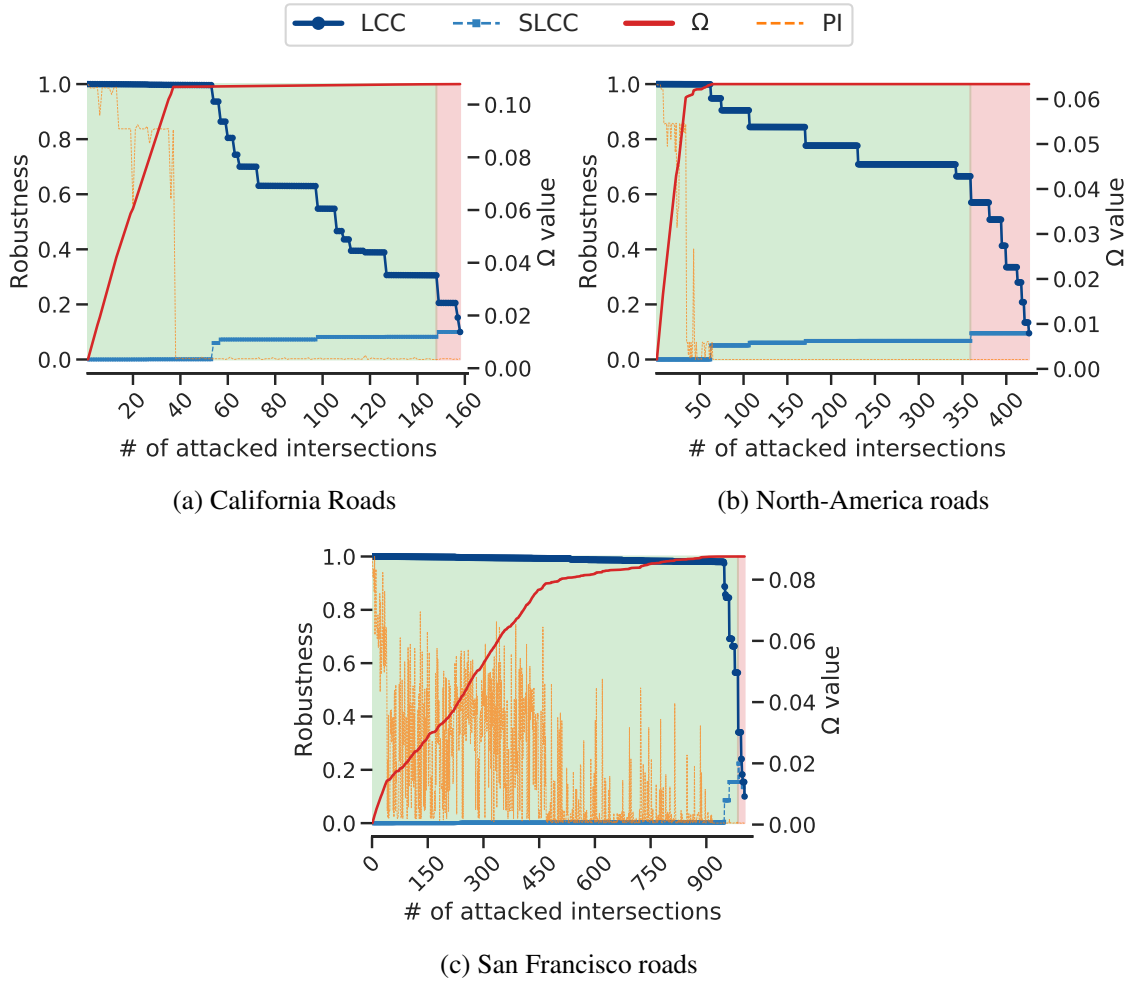 LCC SLCC Ω PI
Robustness
1.0
0.8
0.6
0.4
0.2
0.0
0.10
0.08
0.06
0.04
0.02
0.00
Ω value
20 40 60 80 100 120 140 160
# of attacked intersections
(a) California Roads
Robustness
1.0
0.8
0.6
0.4
0.2
0.0
0.06
0.05
0.04
0.03
0.02
0.01
0.00
Ω value
50 100 150 200 250 300 350 400
# of attacked intersections
(b) North-America roads
Robustness
1.0
0.8
0.6
0.4
0.2
0.0
0.08
0.06
0.04
0.02
0.00
Ω value
0 150 300 450 600 750 900
# of attacked intersections
(c) San Francisco roads